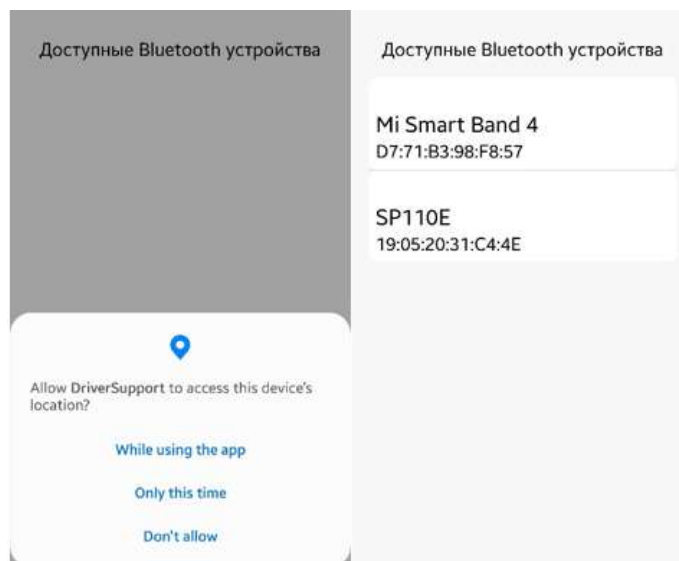 Доступные Bluetooth устройства
Allow DriverSupport to access this device's
location?
While using the app
Only this time
Don't allow
Доступные Bluetooth устройства
Mi Smart Band 4
D7:71:B3:98:F8:57
SP110E
19:05:20:31:C4:4E